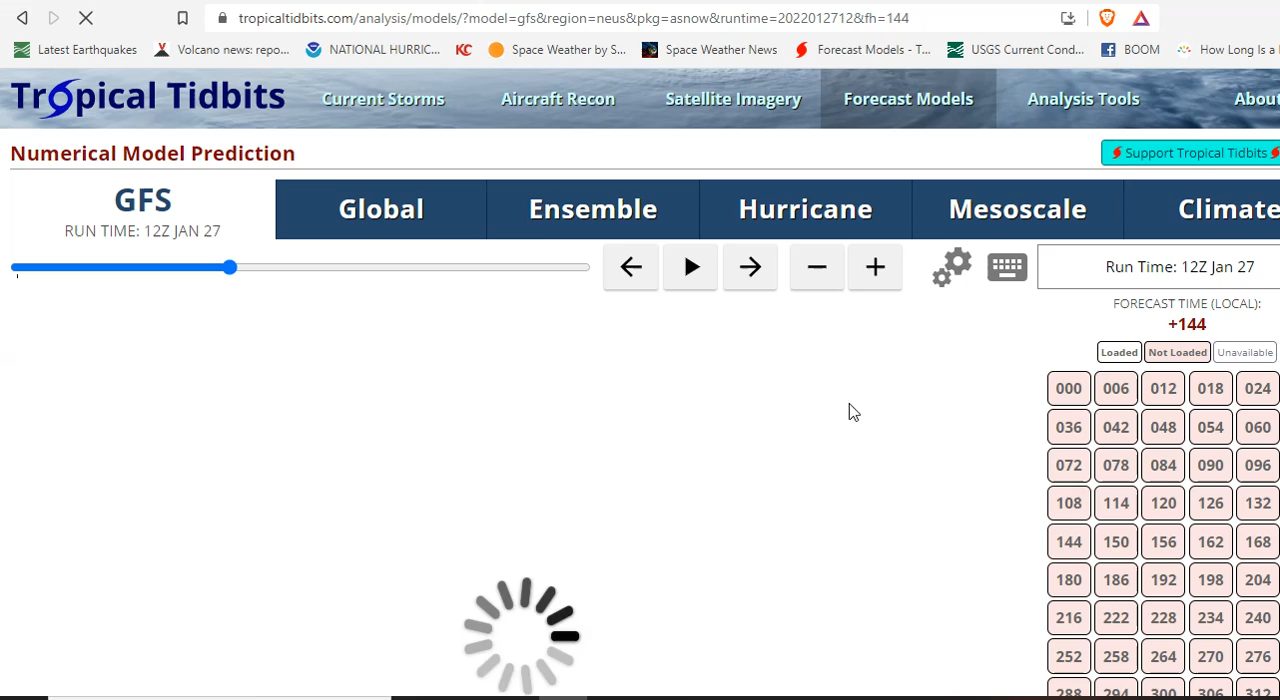 tropicaltidbits.com/analysis/models/?model=gfs&region=neus&pkg=asnow&runtime=2022012712&fh=144
Latest Earthquakes Volcano news: repo... NATIONAL HURRIC... KC Space Weather by S... Space Weather News Forecast Models - T... USGS Current Cond... BOOM How Long Is a
Tropical Tidbits Current Storms Aircraft Recon Satellite Imagery Forecast Models Analysis Tools About
Numerical Model Prediction Support Tropical Tidbits
GFS Global Ensemble Hurricane Mesoscale Climate
RUN TIME: 12Z JAN 27
Run Time: 12Z Jan 27
FORECAST TIME (LOCAL):
+144
Loaded Not Loaded Unavailable
000 006 012 018 024
036 042 048 054 060
072 078 084 090 096
108 114 120 126 132
144 150 156 162 168
180 186 192 198 204
216 222 228 234 240
252 258 264 270 276
288 294 300 306 312